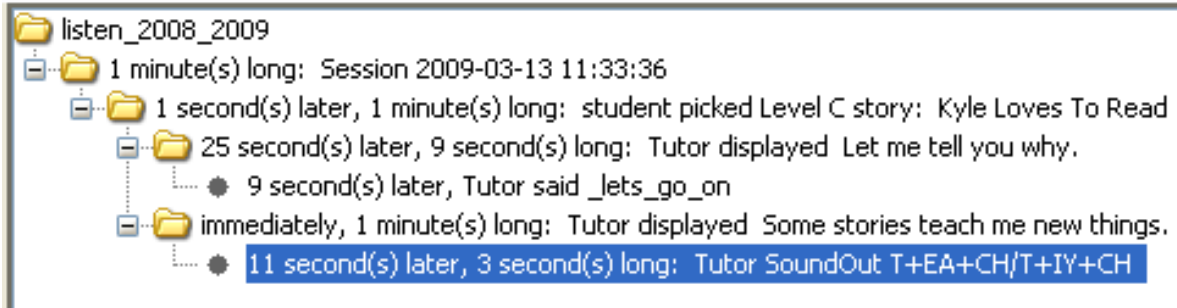 listen_2008_2009
1 minute(s) long:  Session 2009-03-13 11:33:36
1 second(s) later, 1 minute(s) long:  student picked Level C story:  Kyle Loves To Read
25 second(s) later, 9 second(s) long:  Tutor displayed  Let me tell you why.
9 second(s) later, Tutor said _lets_go_on
immediately, 1 minute(s) long:  Tutor displayed  Some stories teach me new things.
11 second(s) later, 3 second(s) long:  Tutor SoundOut T+EA+CH/T+IY+CH